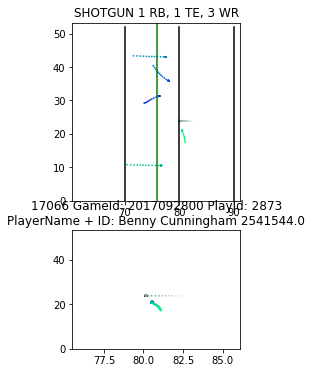 SHOTGUN 1 RB, 1 TE, 3 WR
50
40
30
20
10
0
70 80 90
17066 GameId: 2017092800 PlayId: 2873
PlayerName + ID: Benny Cunningham 2541544.0
40
20
0
77.5 80.0 82.5 85.0